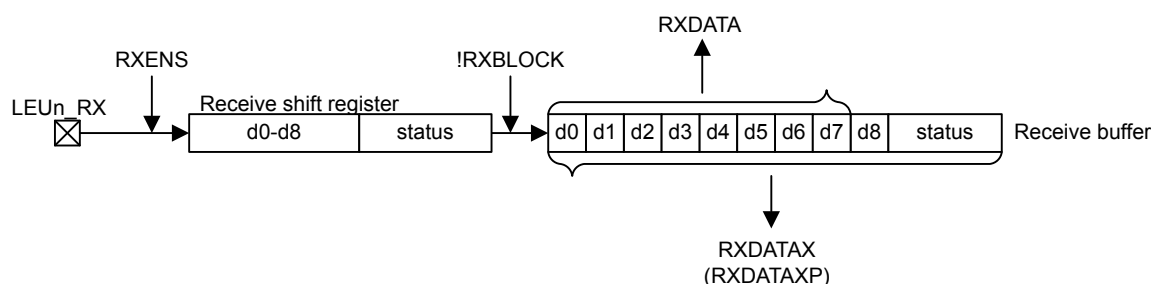 RXDATA
RXENS
!RXBLOCK
LEUn_RX
Receive shift register
d0-d8 status
d0 d1 d2 d3 d4 d5 d6 d7 d8 status
Receive buffer
RXDATAX
(RXDATAXP)